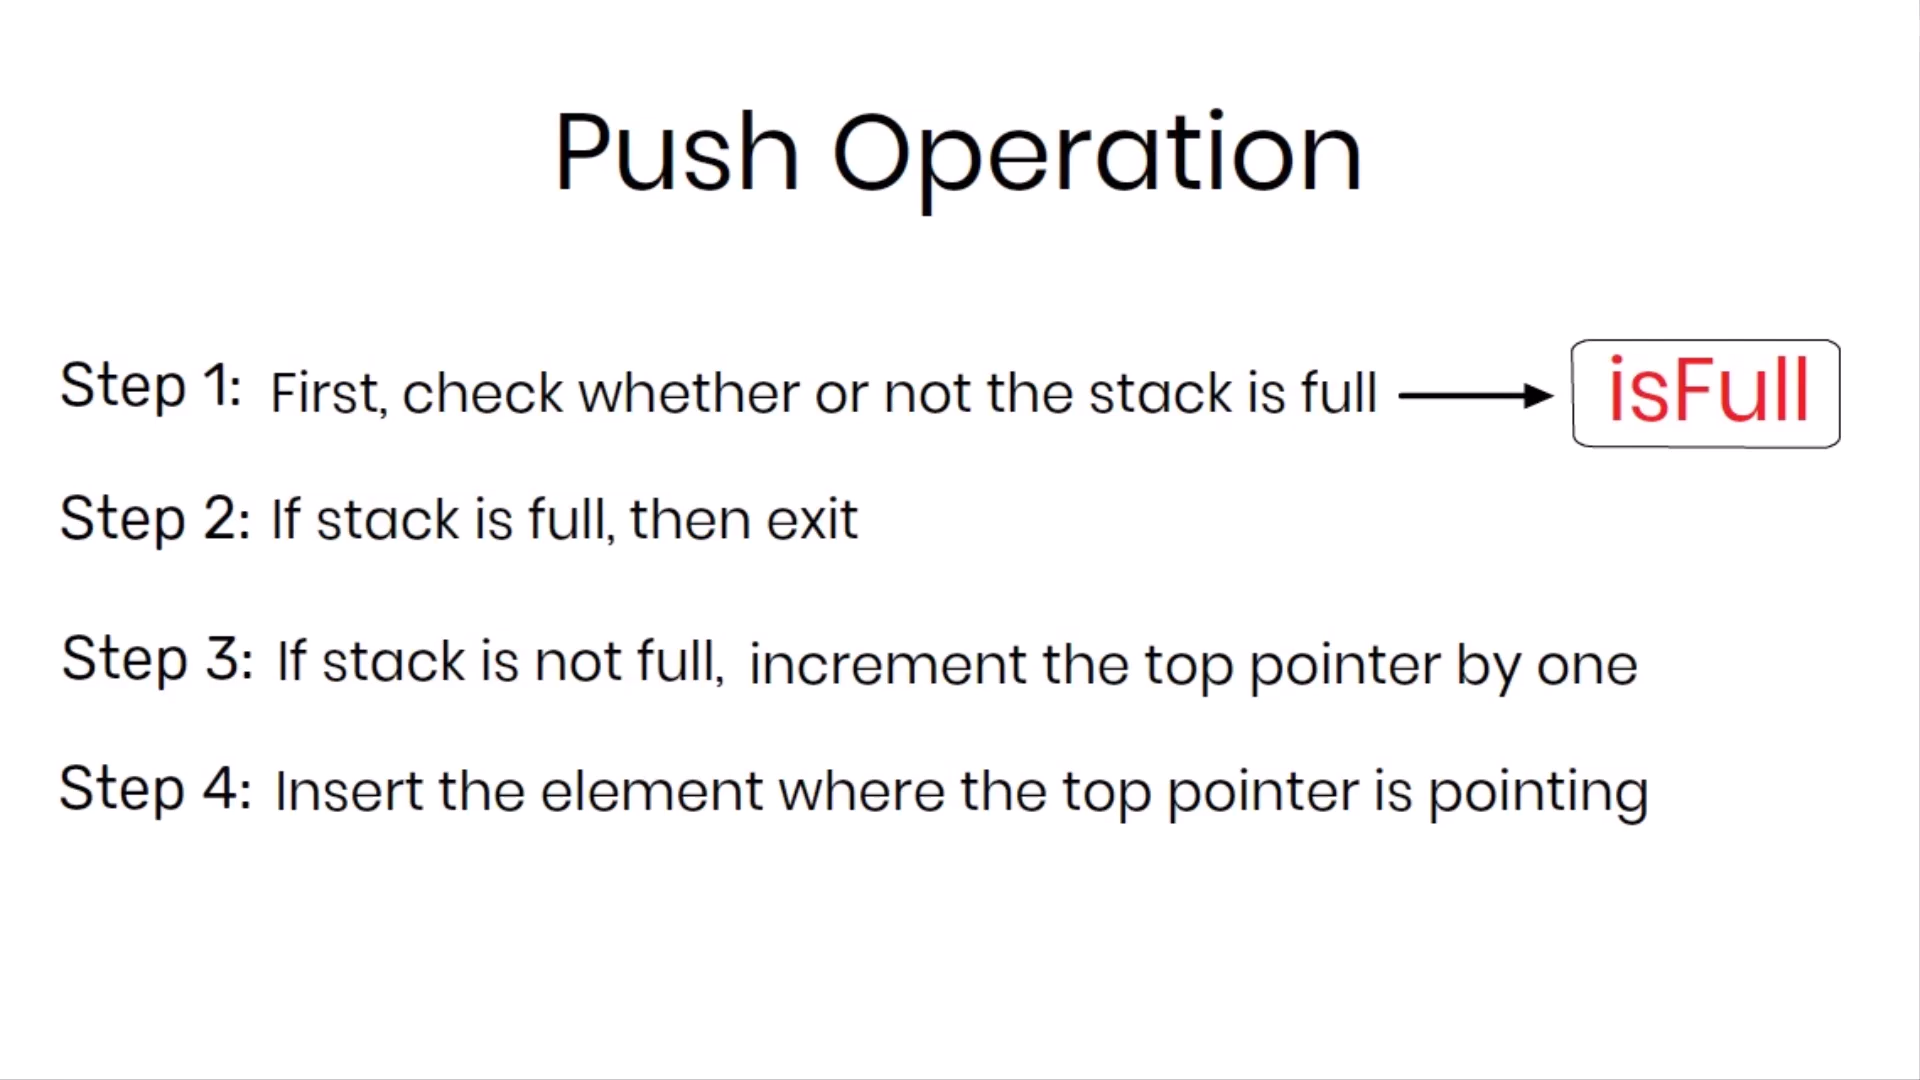 Push Operation
Step 1: First, check whether or not the stack is full isFull
Step 2: If stack is full, then exit
Step 3: If stack is not full, increment the top pointer by one
Step 4: Insert the element where the top pointer is pointing